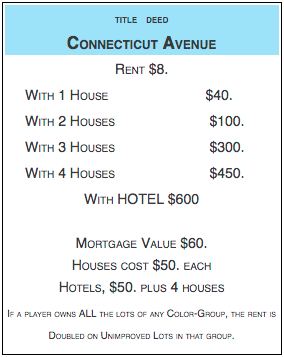 TITLE DEED
CONNECTICUT AVENUE
RENT $8.
WITH 1 HOUSE $40.
WITH 2 HOUSES $100.
WITH 3 HOUSES $300.
WITH 4 HOUSES $450.
WITH HOTEL $600
MORTGAGE VALUE $60.
HOUSES COST $50. EACH
HOTELS, $50. PLUS 4 HOUSES
IF A PLAYER OWNS ALL THE LOTS OF ANY COLOR-GROUP, THE RENT IS
DOUBLED ON UNIMPROVED LOTS IN THAT GROUP.